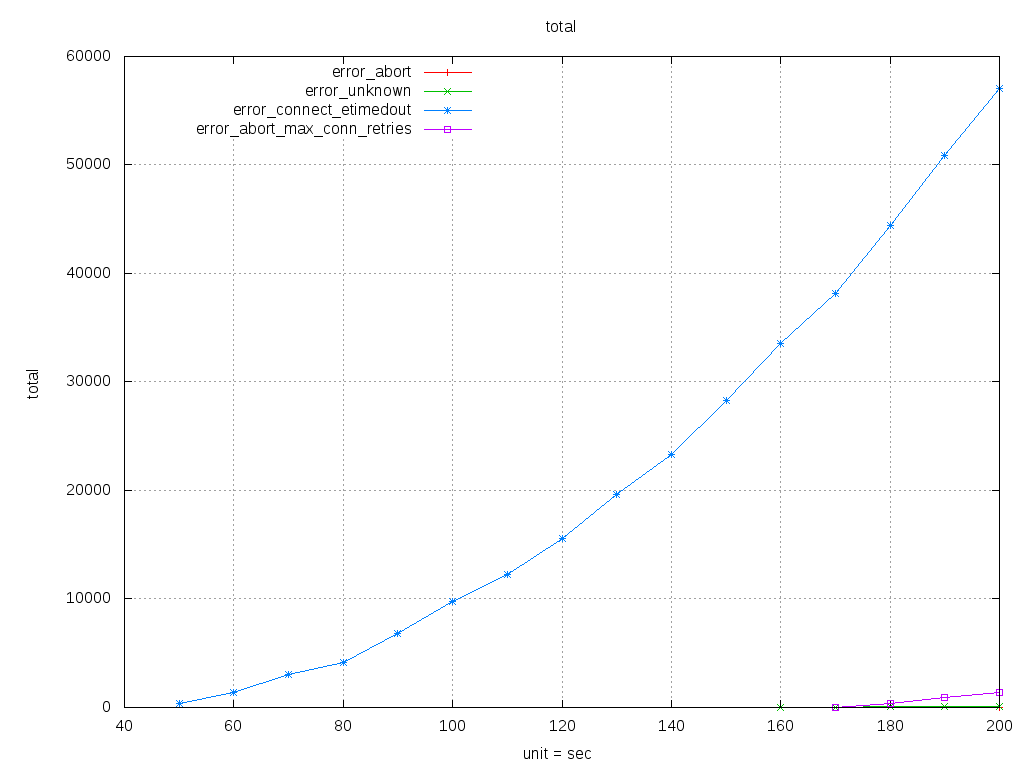 total
60000
50000
40000
30000
20000
10000
0
total
error_abort
error_unknown
error_connect_etimedout
error_abort_max_conn_retries
40 60 80 100 120 140 160 180 200
unit = sec